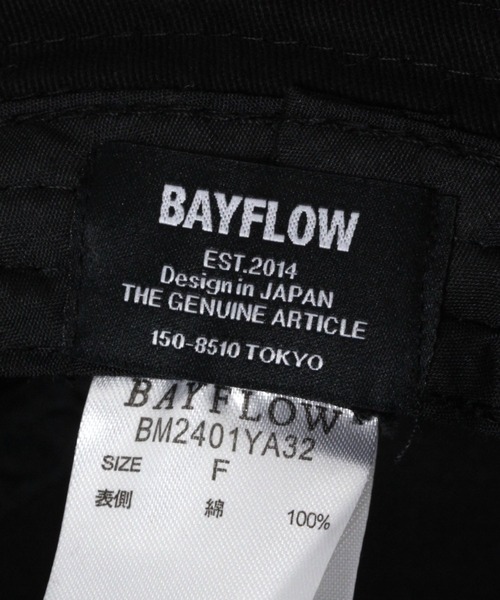 BAYFLOW
EST.2014
Design in JAPAN
THE GENUINE ARTICLE
150-8510 TOKYO
BAYFLOW
BM2401YA32
SIZE F
表側 綿 100%